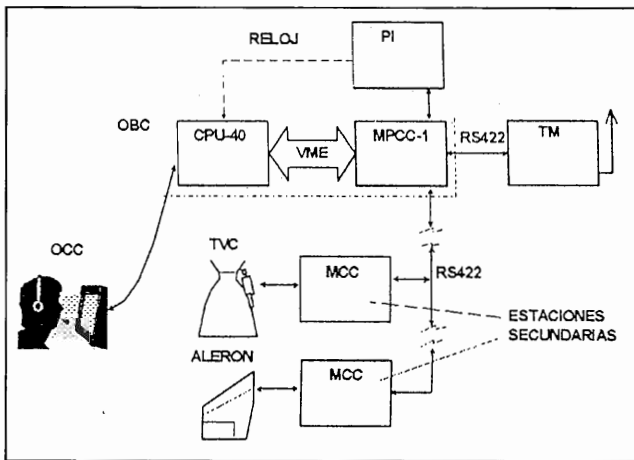 PI
RELOJ
OBC
CPU-40
VME
MPCC-1
RS422
TM
OCC
TVC
MCC
RS422
ESTACIONES
SECUNDARIAS
ALERON
MCC